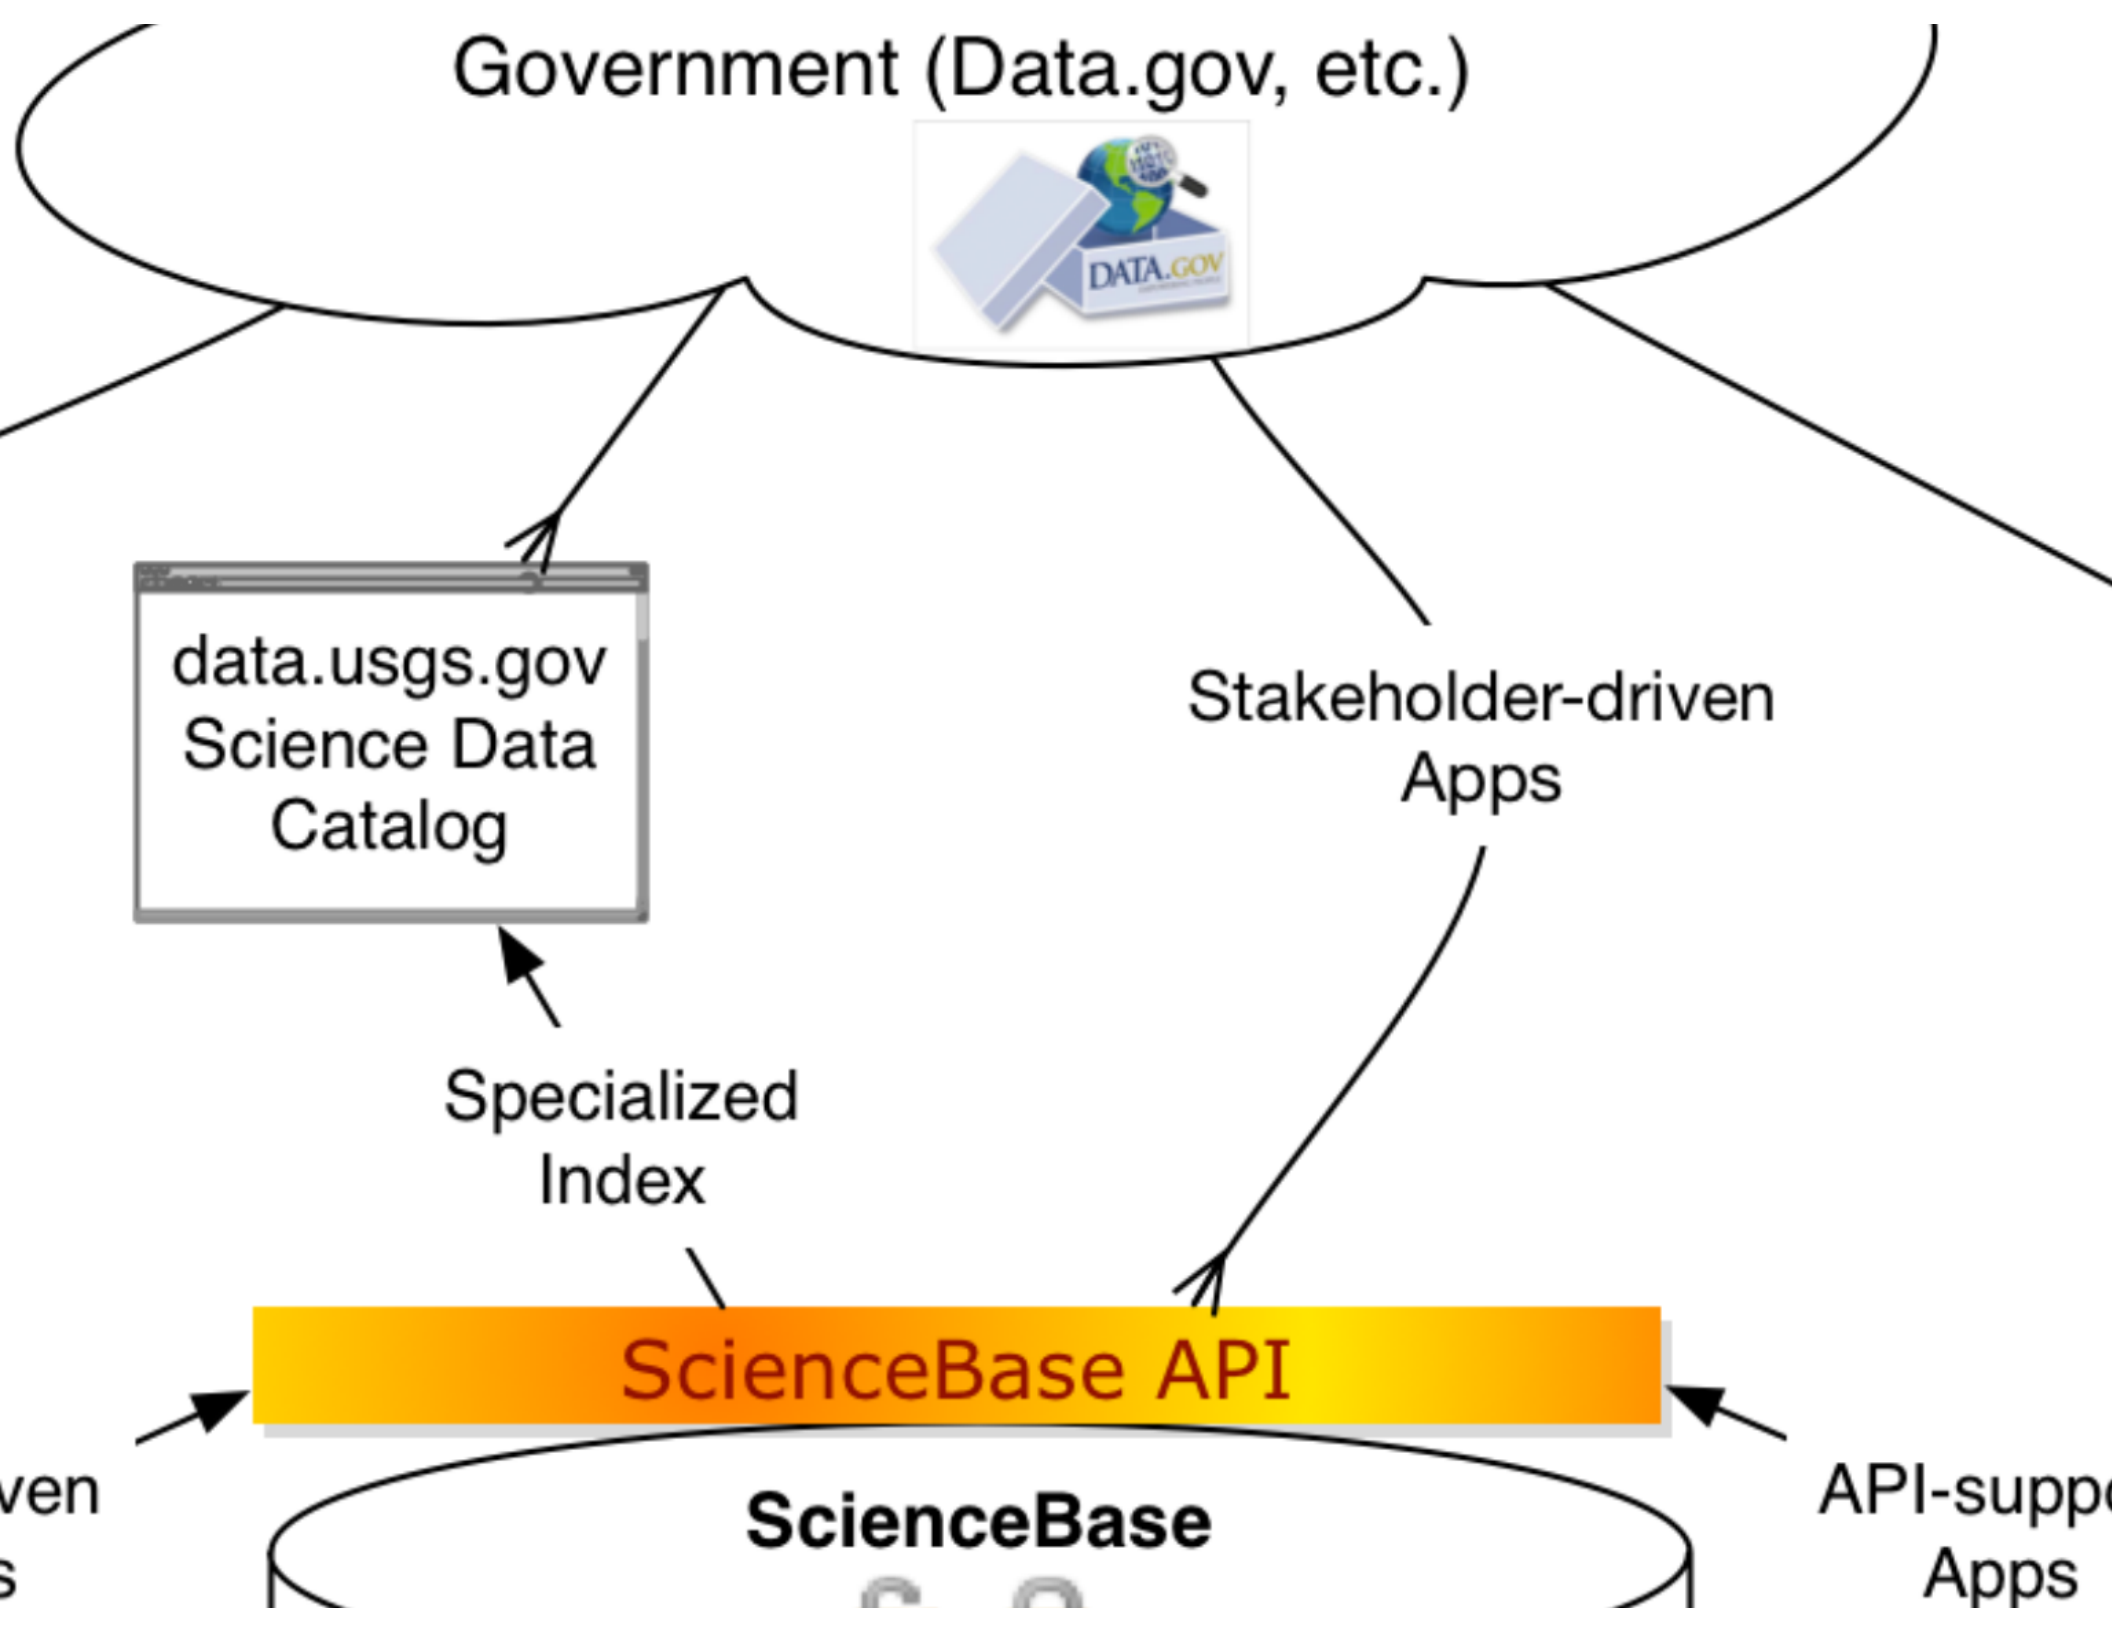 Government (Data.gov, etc.)
DATA.GOV
data.usgs.gov
Science Data
Catalog
Stakeholder-driven
Apps
Specialized
Index
ScienceBase API
ven
ScienceBase
API-suppo
s
Apps